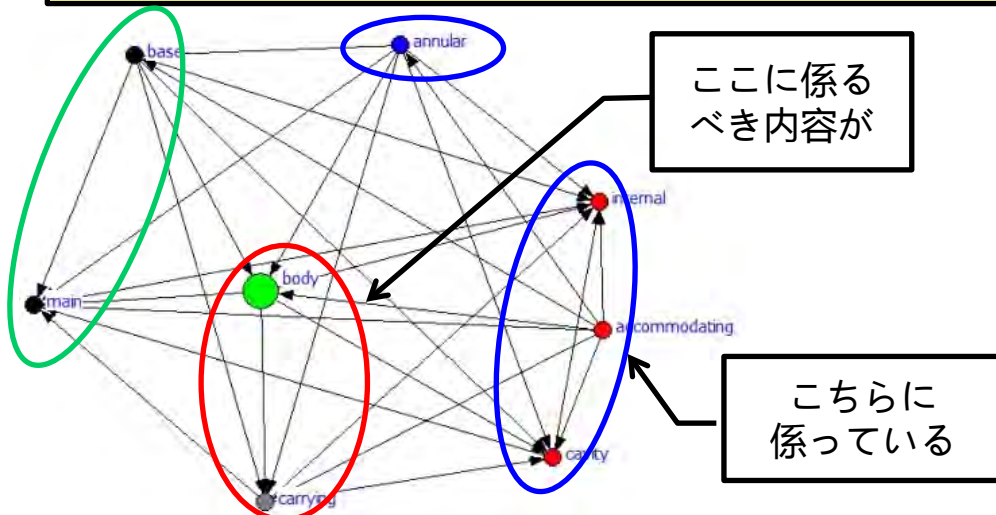 base
annular
ここに係る
べき内容が
internal
body
main
accommodating
こちらに
係っている
cavity
carrying